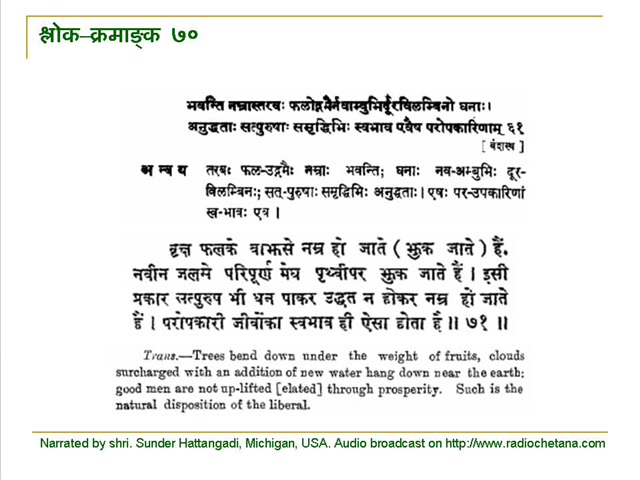 श्लोक–क्रमाङ्क ७०
भवन्ति नम्रास्तरवः फलोद्गमैर्नवाम्बुभिर्दूरविलम्बिनो घनाः।
अनुद्धताः सत्पुरुषाः समृद्धिभिः स्वभाव एवैष परोपकारिणाम् ६१
[ वंशस्थ ]
अन्वय तरवः फल-उद्गमैः नम्राः भवन्ति; घनाः नव-अम्बुभिः दूर-
विलम्बिनः; सत्-पुरुषाः समृद्धिभिः अनुद्धताः। एषः पर-उपकारिणां
स्व-भावः एव।
वृक्ष फलके बोझसे नम्र हो जाते ( झुक जाते ) हैं.
नवीन जलसे परिपूर्ण मेघ पृथ्वीपर झुक जाते हैं। इसी
प्रकार सत्पुरुष भी धन पाकर उद्धत न होकर नम्र हो जाते
हैं। परोपकारी जीवोंका स्वभाव ही ऐसा होता है॥ ७१ ॥
Trans.—Trees bend down under the weight of fruits, clouds
surcharged with an addition of new water hang down near the earth;
good men are not up-lifted [elated] through prosperity. Such is the
natural disposition of the liberal.
Narrated by shri. Sunder Hattangadi, Michigan, USA. Audio broadcast on http://www.radiochetana.com